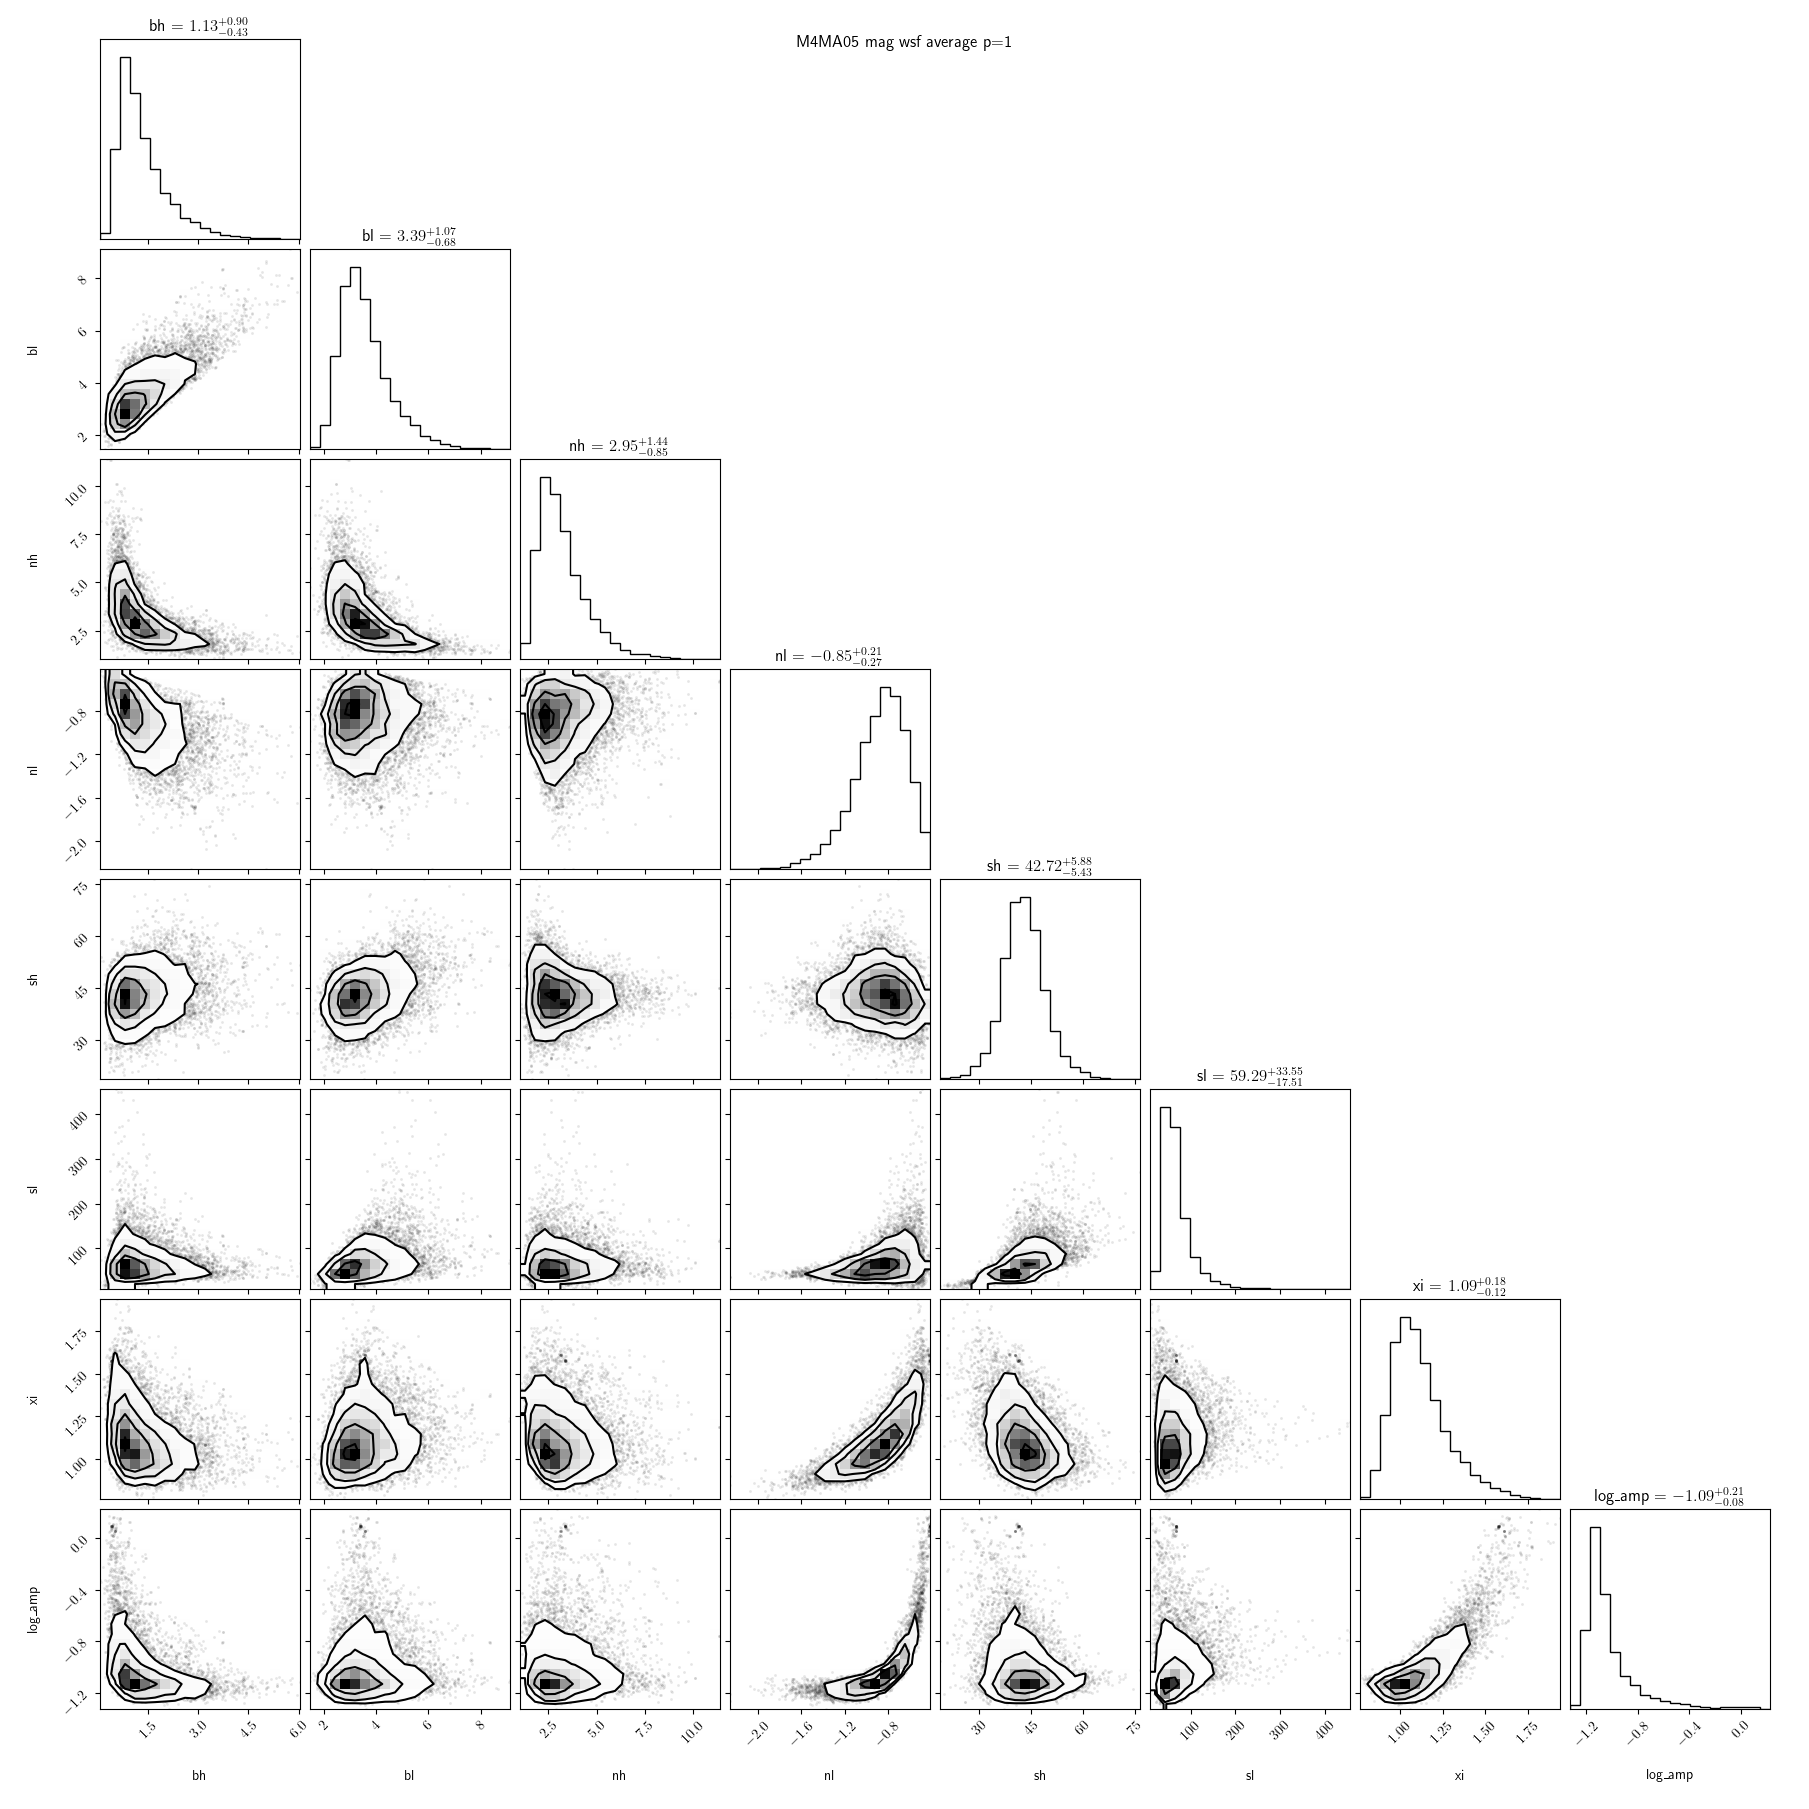 bh = 1.13+0.90 −0.43
M4MA05 mag wsf average p=1
bl = 3.39+1.07 −0.68
bl
8
6
4
2
nh = 2.95+1.44 −0.85
nh
10.0
7.5
5.0
2.5
nl = −0.85+0.21 −0.27
nl
−0.8
−1.2
−1.6
−2.0
sh = 42.72+5.88 −5.43
sh
75
60
45
30
sl = 59.29+33.55 −17.51
sl
400
300
200
100
xi = 1.09+0.18 −0.12
xi
1.75
1.50
1.25
1.00
log_amp = −1.09+0.21 −0.08
log_amp
0.0
−0.4
−0.8
−1.2
1.5 3.0 4.5 6.0 2 4 6 8 2.5 5.0 7.5 10.0 −2.0 −1.6 −1.2 −0.8 30 45 60 75 100 200 300 400 1.00 1.25 1.50 1.75 −1.2 −0.8 −0.4 0.0
bh bl nh nl sh sl xi log_amp